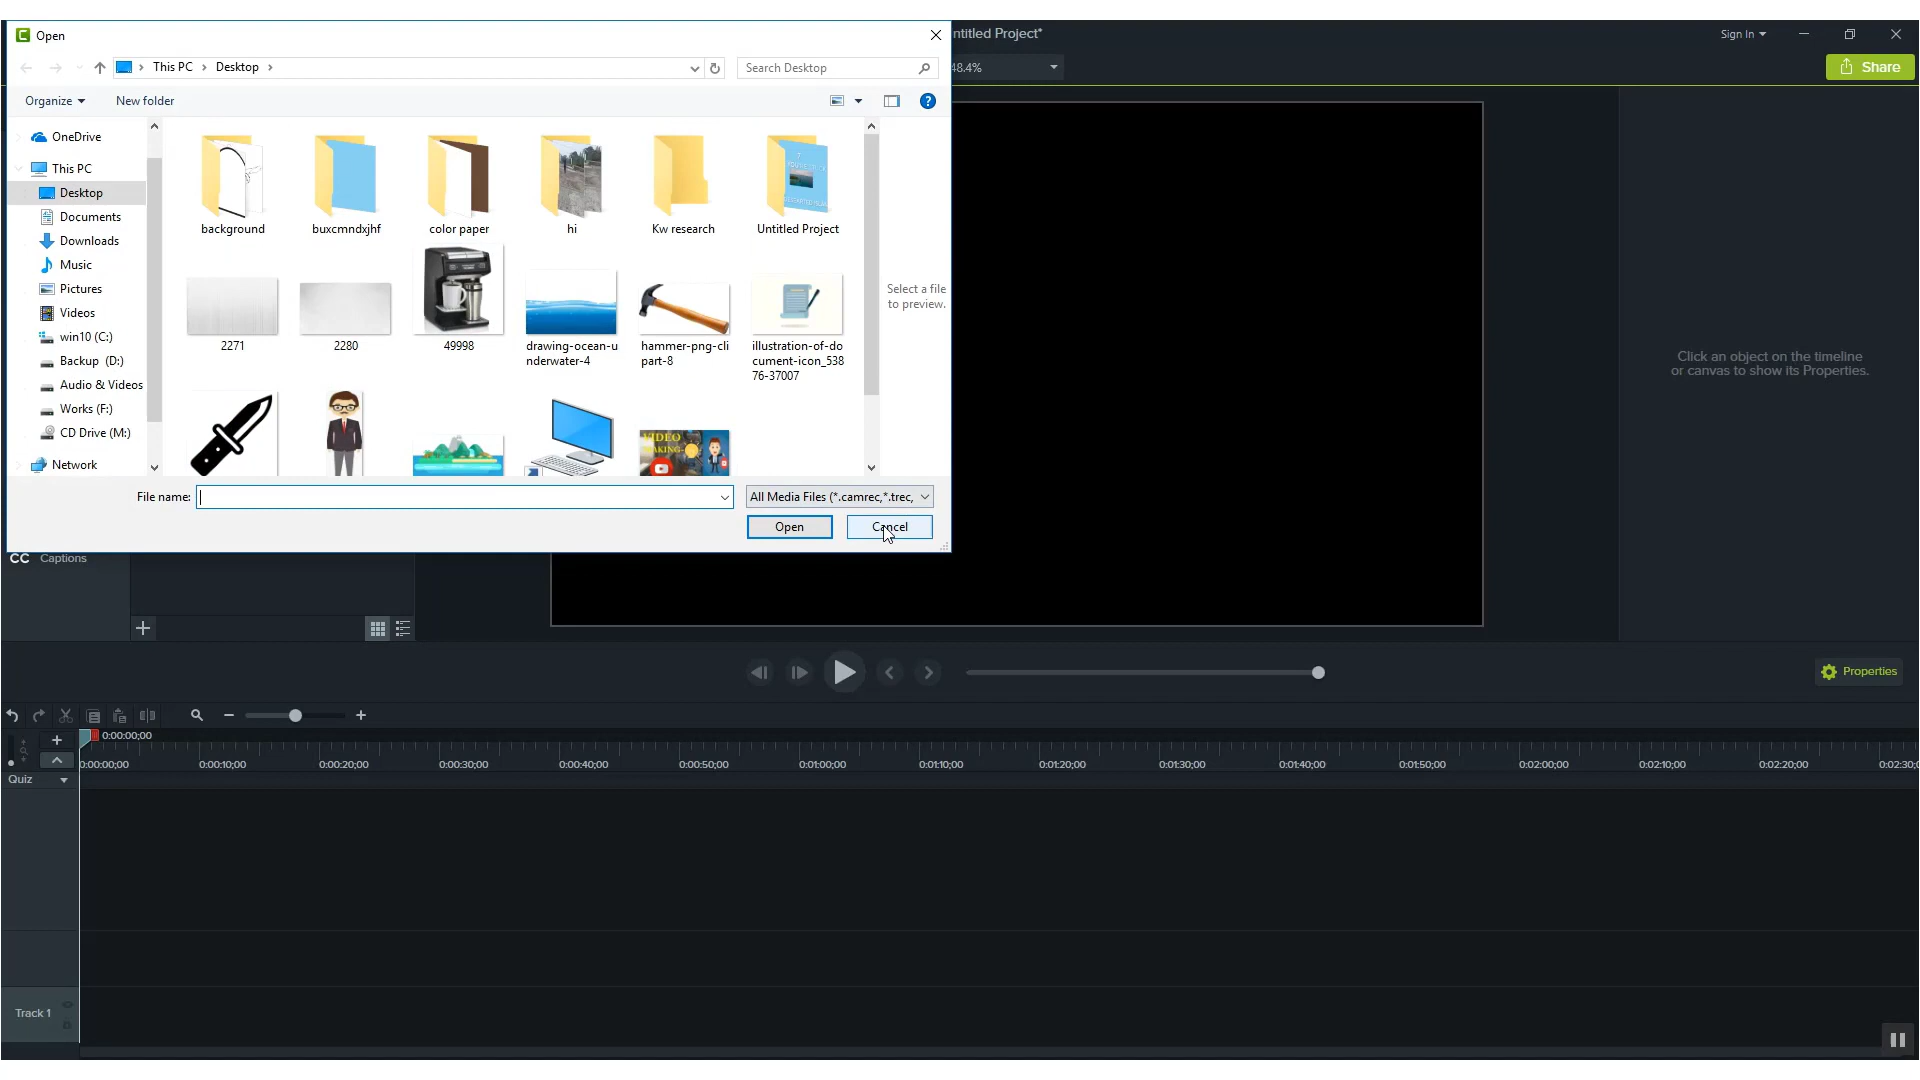 Open
ntitled Project*
Sign In
This PC
Desktop
Search Desktop
48.4%
Share
Organize
New folder
OneDrive
This PC
Desktop
Documents
Downloads
Music
Pictures
Videos
win10 (C:)
Backup (D:)
Audio & Videos
Works (F:)
CD Drive (M:)
Network
background
buxcmndxjhf
color paper
hi
Kw research
Untitled Project
2271
2280
49998
drawing-ocean-u
nderwater-4
hammer-png-cli
part-8
illustration-of-do
cument-icon_538
76-37007
VIDEO
Select a file
to preview.
File name:
All Media Files (*.camrec,*.trec,
Open
Cancel
Click an object on the timeline
or canvas to show its Properties.
CC Captions
Properties
0:00:00;00
0:00:00;00
0:00:10;00
0:00:20;00
0:00:30;00
0:00:40;00
0:00:50;00
0:01:00;00
0:01:10;00
0:01:20;00
0:01:30;00
0:01:40;00
0:01:50;00
0:02:00;00
0:02:10;00
0:02:20;00
0:02:30;0
Quiz
Track 1